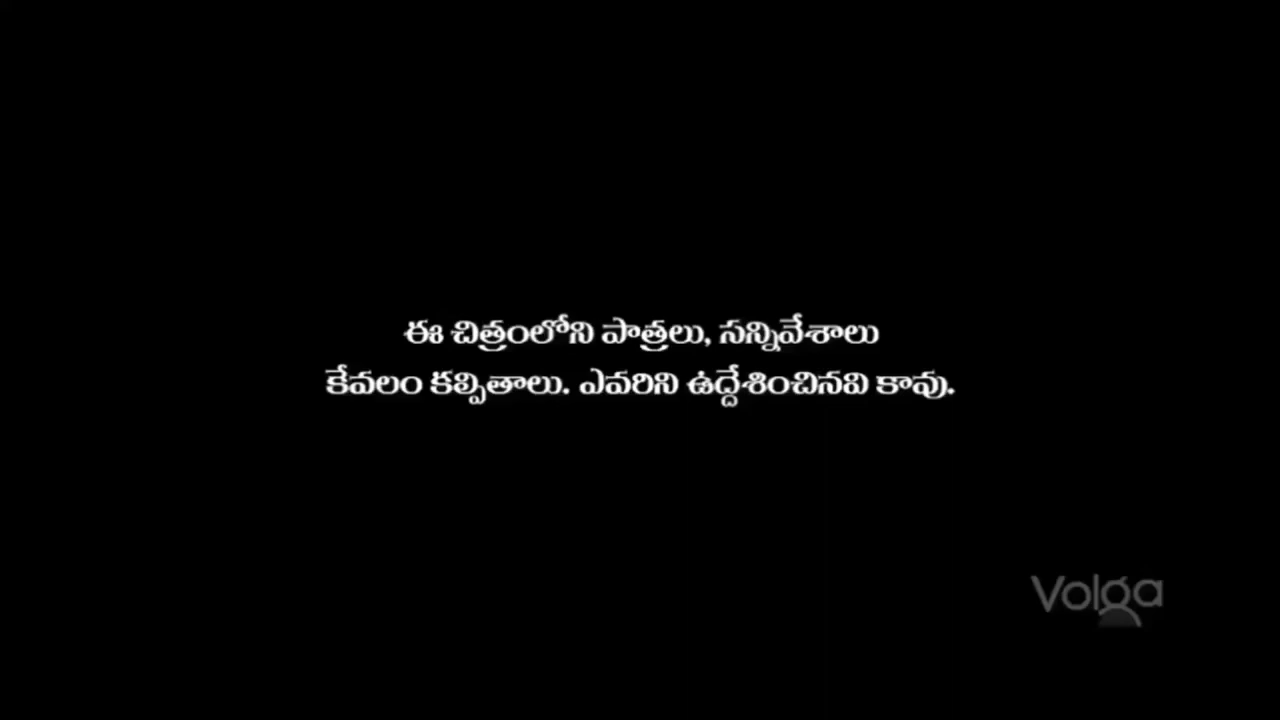 ఈ చిత్రంలోని పాత్రలు, సన్నివేశాలు
కేవలం కల్పితాలు. ఎవరిని ఉద్దేశించినవి కావు.
Volga